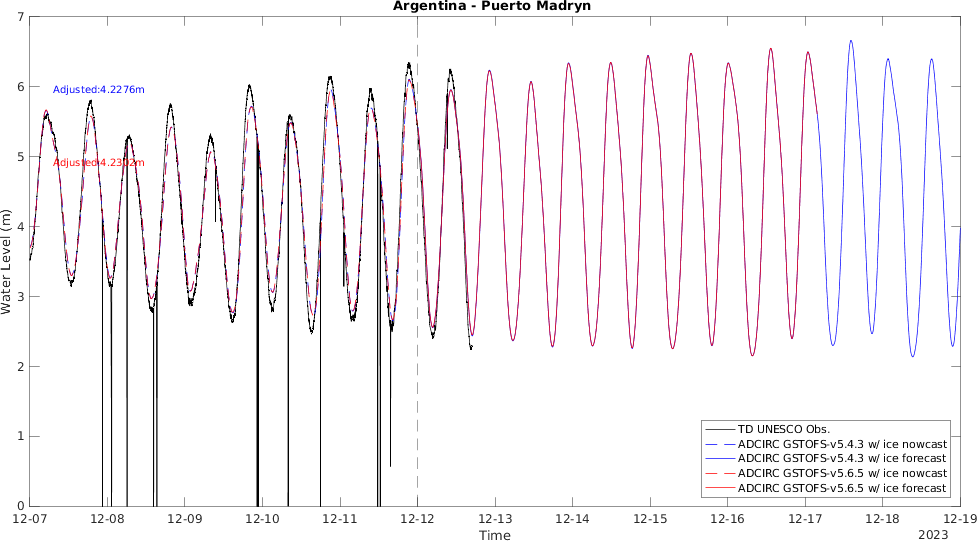 Argentina - Puerto Madryn
7
6
5
4
3
2
1
0
Water Level (m)
Adjusted:4.2276m
Adjusted:4.2302m
TD UNESCO Obs.
ADCIRC GSTOFS-v5.4.3 w/ ice nowcast
ADCIRC GSTOFS-v5.4.3 w/ ice forecast
ADCIRC GSTOFS-v5.6.5 w/ ice nowcast
ADCIRC GSTOFS-v5.6.5 w/ ice forecast
12-07 12-08 12-09 12-10 12-11 12-12 12-13 12-14 12-15 12-16 12-17 12-18 12-19
Time
2023